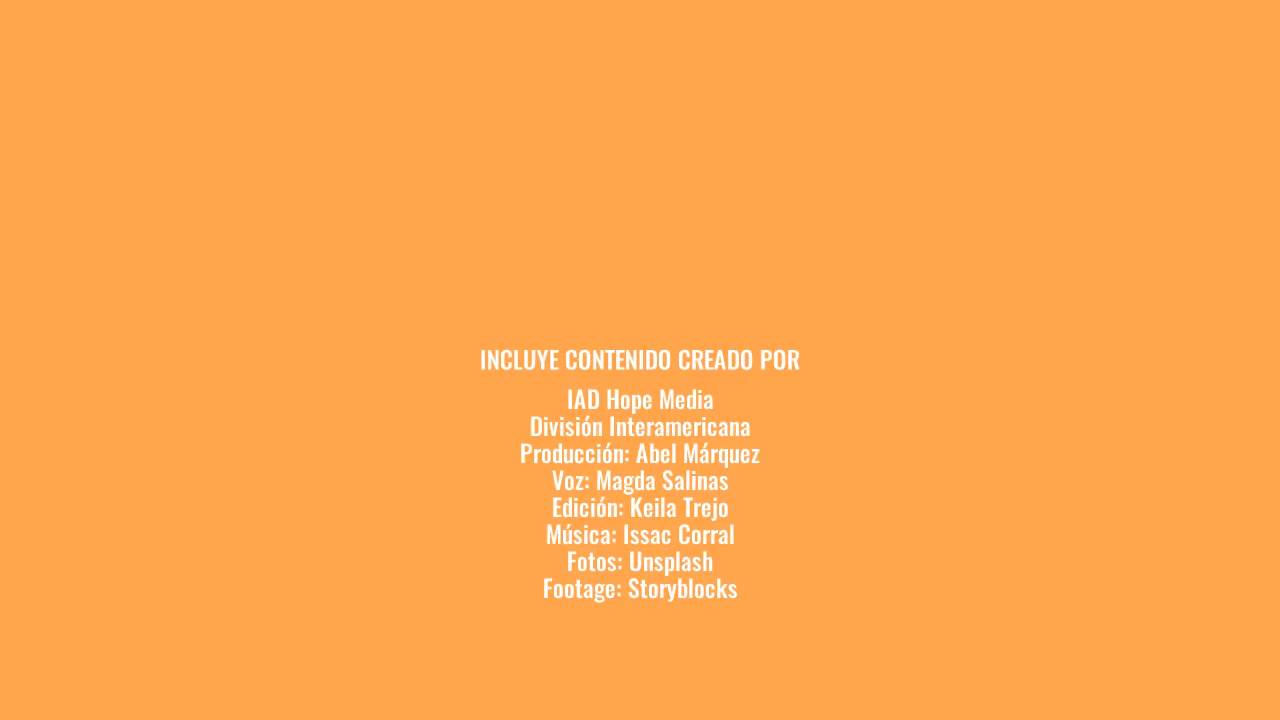 INCLUYE CONTENIDO CREADO POR
IAD Hope Media
División Interamericana
Producción: Abel Márquez
Voz: Magda Salinas
Edición: Keila Trejo
Música: Issac Corral
Fotos: Unsplash
Footage: Storyblocks